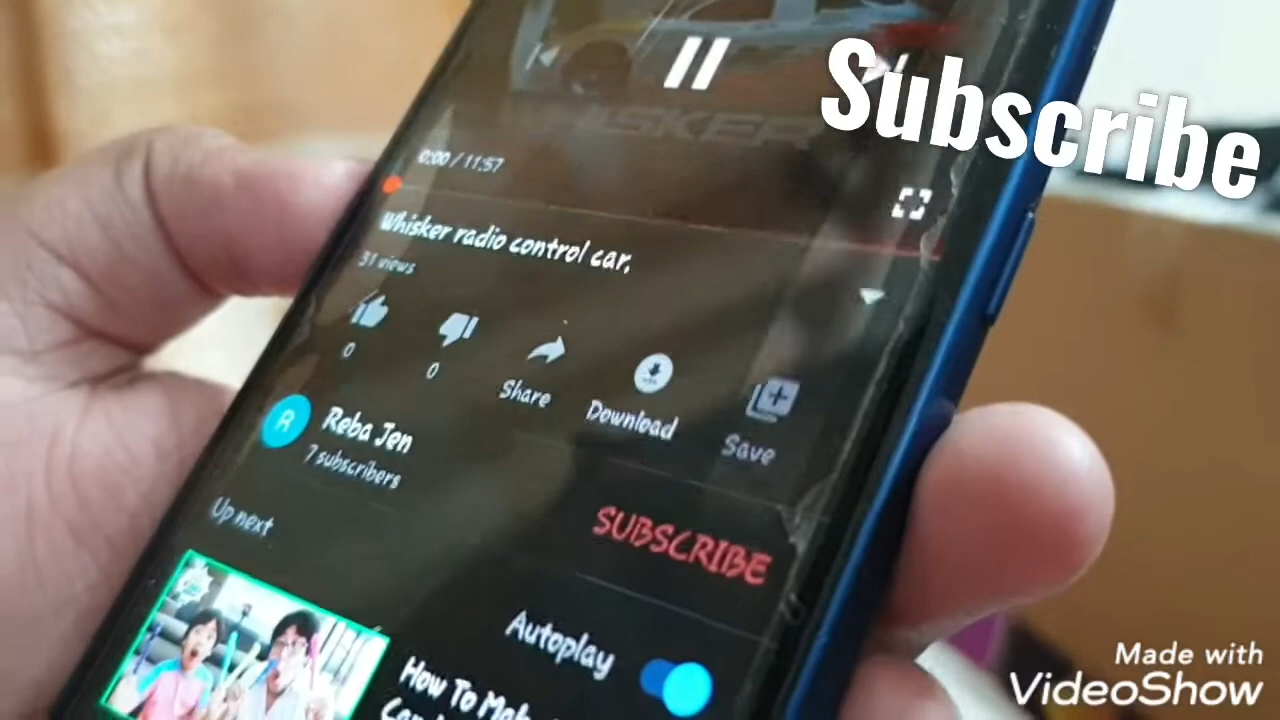 Subscribe
0:00 / 11:57
Whisker radio control car.
31 views
0
0
Share
Download
Save
R
Reba Jen
7 subscribers
SUBSCRIBE
Up next
Autoplay
How To
Made with
VideoShow